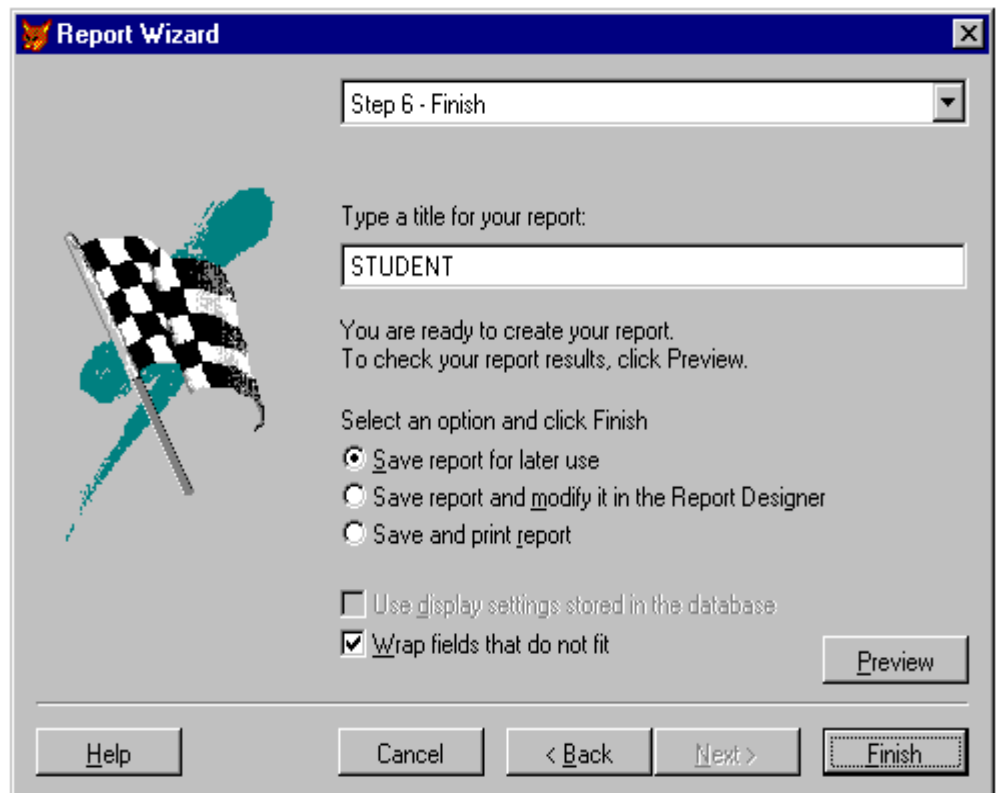 Report Wizard
Step 6 - Finish
Type a title for your report:
STUDENT
You are ready to create your report.
To check your report results, click Preview.
Select an option and click Finish
Save report for later use
Save report and modify it in the Report Designer
Save and print report
Use display settings stored in the database
Wrap fields that do not fit
Preview
Help
Cancel
< Back
Next >
Finish